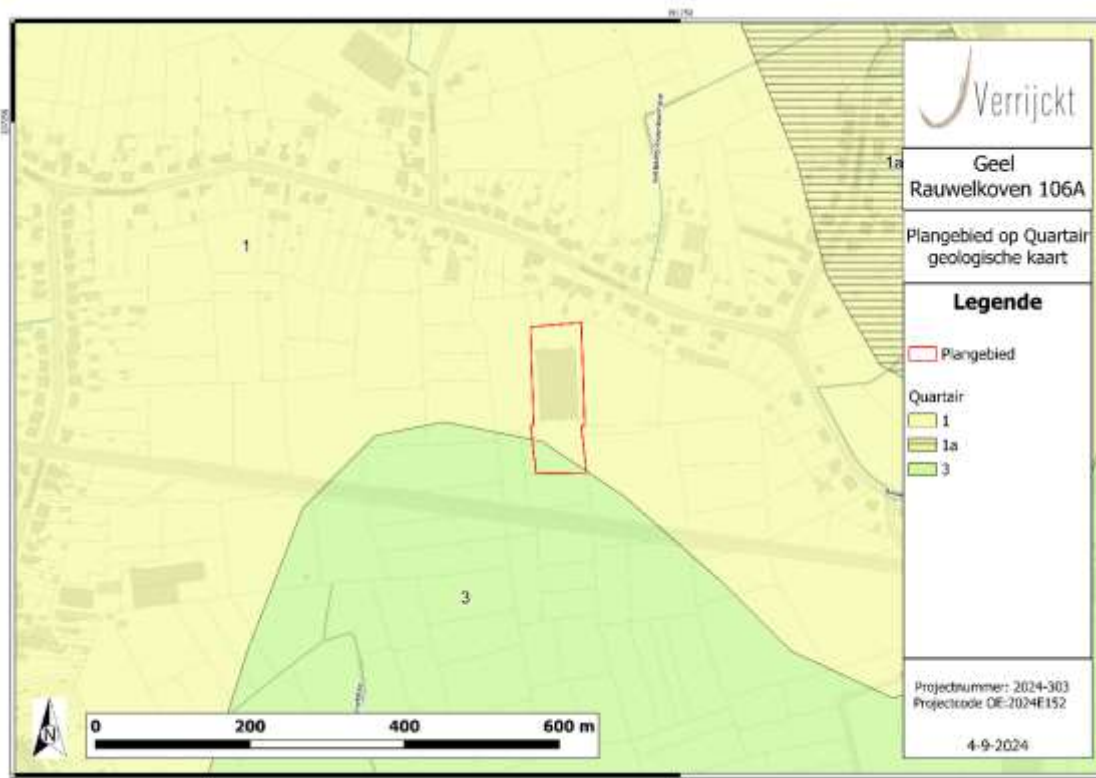 1
1a
3
Verrijckt
Geel
Rauwelkoven 106A
Plangebied op Quartair
geologische kaart
Legende
Plangebied
Quartair
1
1a
3
Projectnummer: 2024-303
Projectcode OE:2024E152
4-9-2024
N
0 200 400 600 m